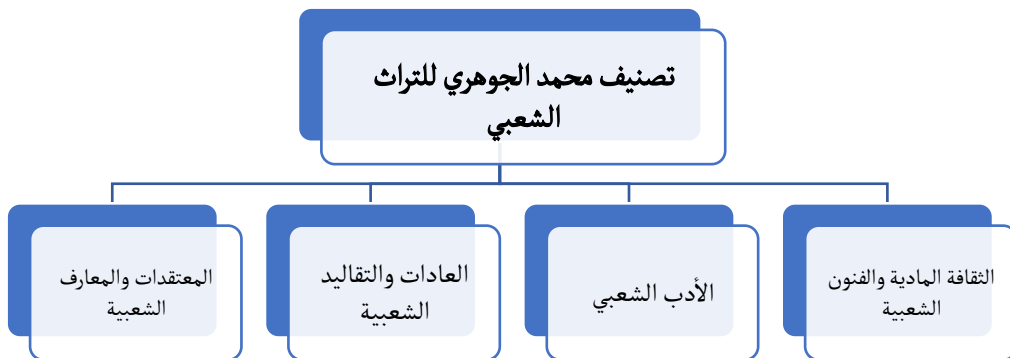 تصنيف محمد الجوهري للتراث
الشعبي
الثقافة المادية والفنون
الشعبية
الأدب الشعبي
العادات والتقاليد
الشعبية
المعتقدات والمعارف
الشعبية